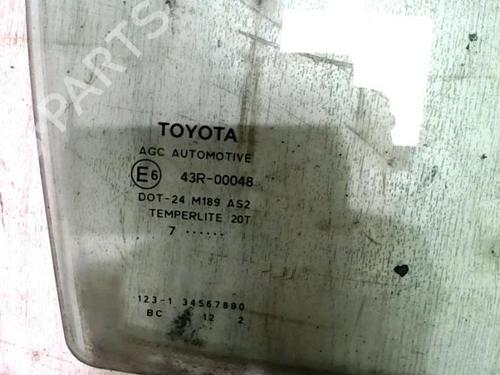 PARTS
TOYOTA
AGC AUTOMOTIVE
E6 43R-00048
DOT-24 M189 AS2
TEMPERLITE 20T
7 ......
123-1 34567890
BC 12 2